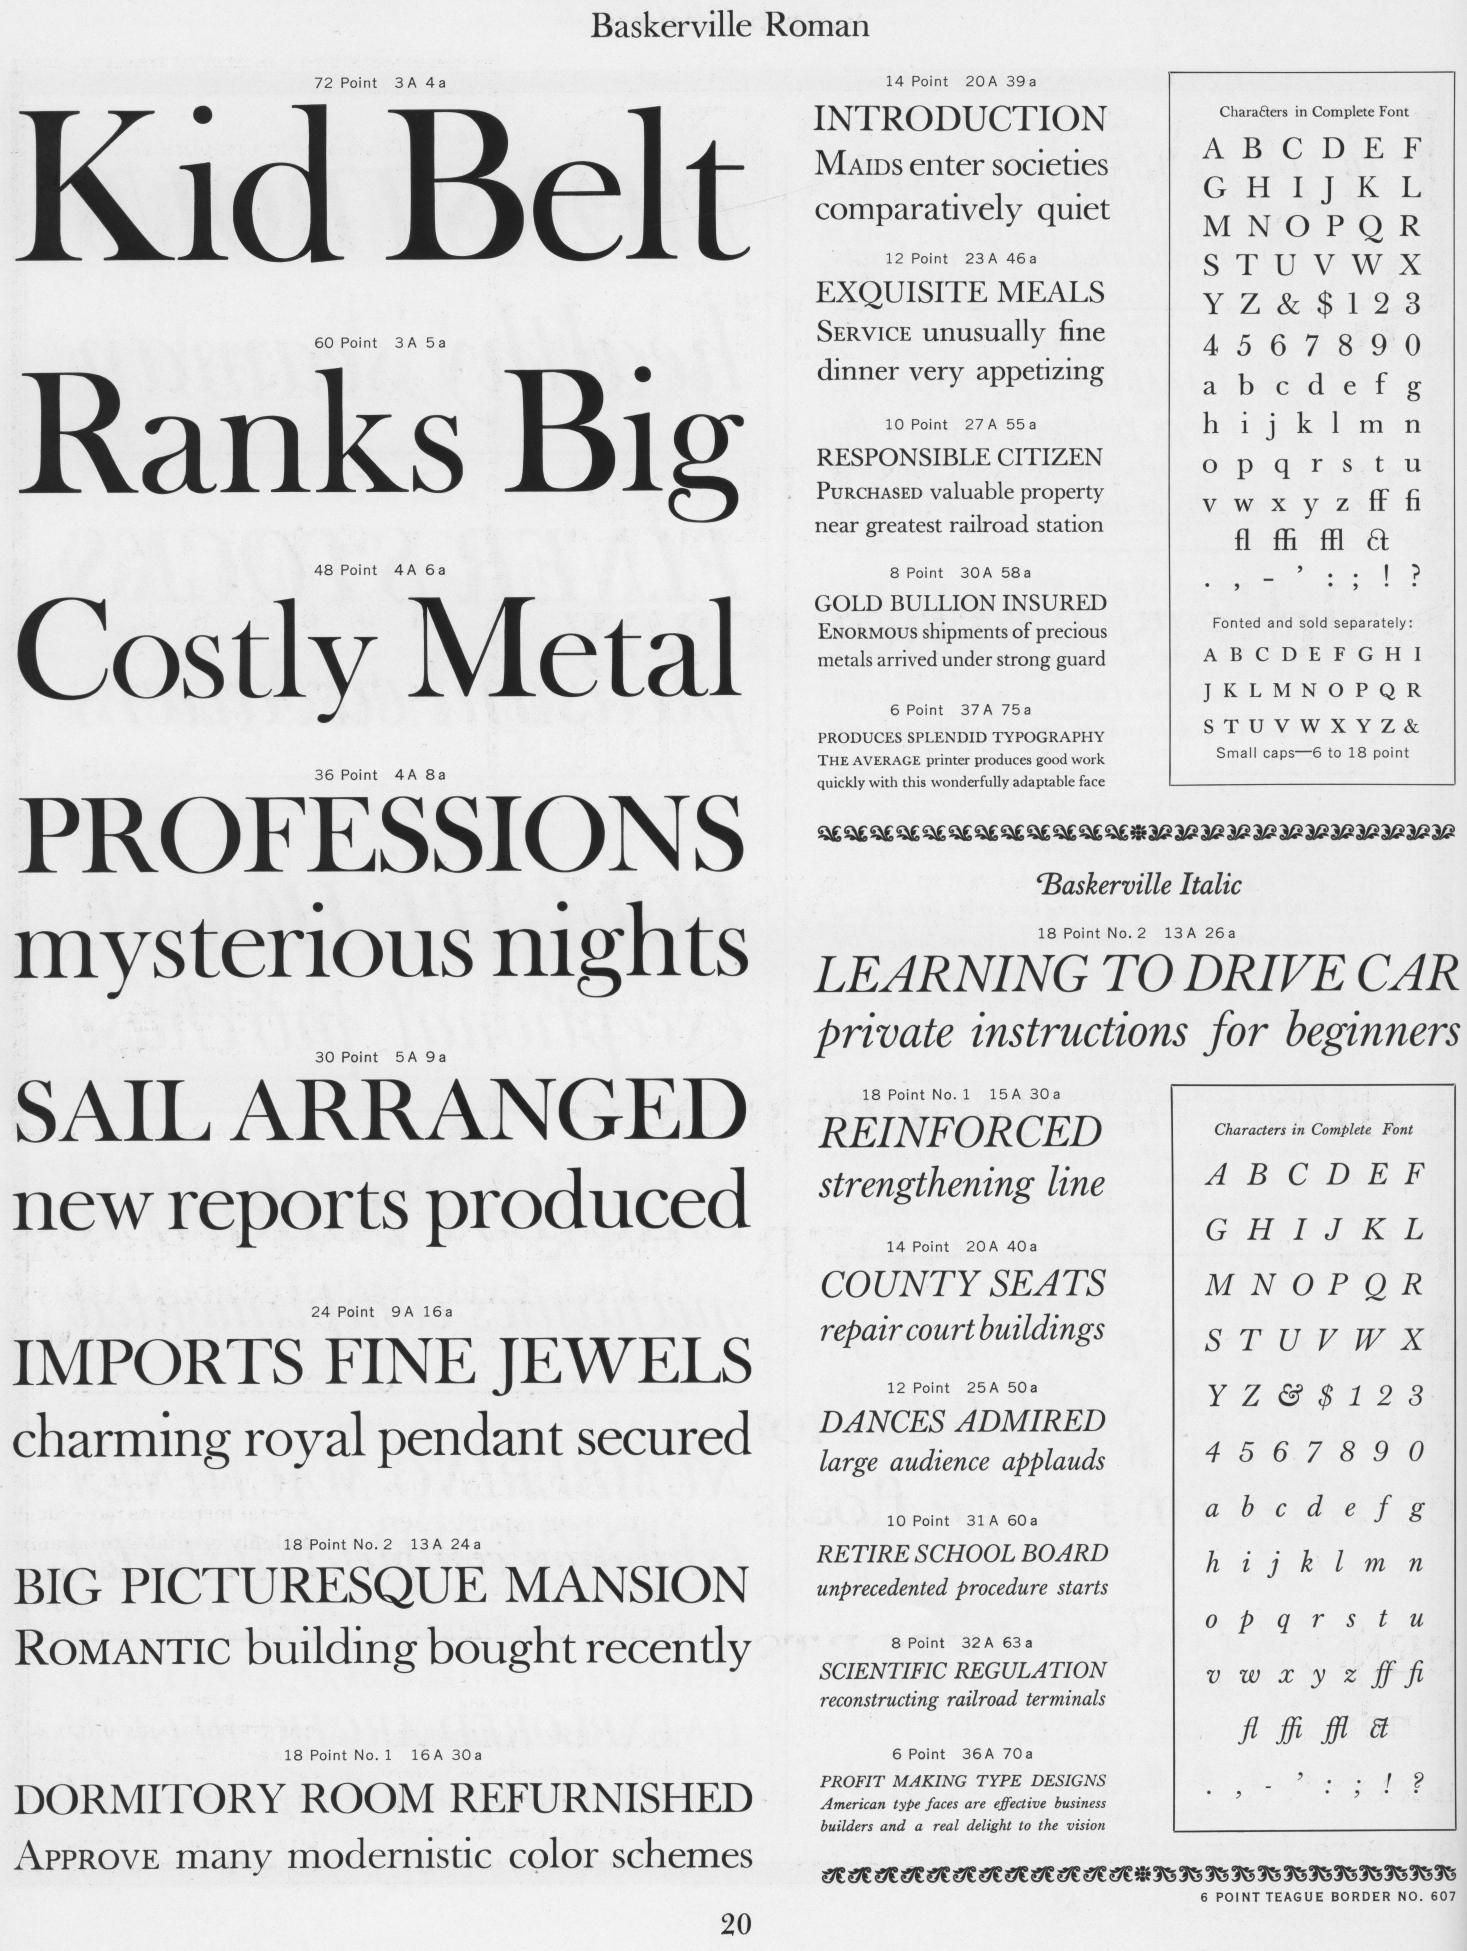 Baskerville Roman
72 Point 3A 4a
Kid Belt
60 Point 3A 5a
Ranks Big
48 Point 4A 6a
Costly Metal
36 Point 4A 8a
PROFESSIONS
mysterious nights
30 Point 5A 9a
SAIL ARRANGED
new reports produced
24 Point 9A 16a
IMPORTS FINE JEWELS
charming royal pendant secured
18 Point No. 2 13A 24a
BIG PICTURESQUE MANSION
ROMANTIC building bought recently
18 Point No. 1 16A 30a
DORMITORY ROOM REFURNISHED
APPROVE many modernistic color schemes
14 Point 20A 39a
INTRODUCTION
MAIDS enter societies
comparatively quiet
12 Point 23A 46a
EXQUISITE MEALS
SERVICE unusually fine
dinner very appetizing
10 Point 27A 55a
RESPONSIBLE CITIZEN
PURCHASED valuable property
near greatest railroad station
8 Point 30A 58a
GOLD BULLION INSURED
ENORMOUS shipments of precious
metals arrived under strong guard
6 Point 37A 75a
PRODUCES SPLENDID TYPOGRAPHY
THE AVERAGE printer produces good work
quickly with this wonderfully adaptable face
Characters in Complete Font
A B C D E F
G H I J K L
M N O P Q R
S T U V W X
Y Z & $ 1 2 3
4 5 6 7 8 9 0
a b c d e f g
h i j k l m n
o p q r s t u
v w x y z ff fi
fl ffi ffl ct
. , - ’ : ; ! ?
Fonted and sold separately:
A B C D E F G H I
J K L M N O P Q R
S T U V W X Y Z &
Small caps—6 to 18 point
Baskerville Italic
18 Point No. 2 13A 26a
LEARNING TO DRIVE CAR
private instructions for beginners
18 Point No. 1 15A 30a
REINFORCED
strengthening line
14 Point 20A 40a
COUNTY SEATS
repair court buildings
12 Point 25A 50a
DANCES ADMIRED
large audience applauds
10 Point 31A 60a
RETIRE SCHOOL BOARD
unprecedented procedure starts
8 Point 32A 63a
SCIENTIFIC REGULATION
reconstructing railroad terminals
6 Point 36A 70a
PROFIT MAKING TYPE DESIGNS
American type faces are effective business
builders and a real delight to the vision
Characters in Complete Font
A B C D E F
G H I J K L
M N O P Q R
S T U V W X
Y Z & $ 1 2 3
4 5 6 7 8 9 0
a b c d e f g
h i j k l m n
o p q r s t u
v w x y z ff fi
fl ffi ffl ct
. , - ’ : ; ! ?
6 POINT TEAGUE BORDER NO. 607
20